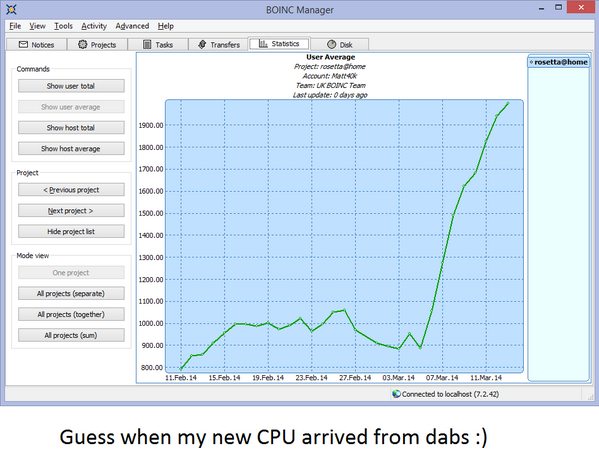 BOINC Manager
File View Tools Activity Advanced Help
Notices Projects Tasks Transfers Statistics Disk
Commands
Show user total
Show user average
Show host total
Show host average
Project
< Previous project
Next project >
Hide project list
Mode view
One project
All projects (separate)
All projects (together)
All projects (sum)
User Average
Project: rosetta@home
Account: Matt40k
Team: UK BOINC Team
Last update: 0 days ago
1900.00
1800.00
1700.00
1600.00
1500.00
1400.00
1300.00
1200.00
1100.00
1000.00
900.00
800.00
11.Feb.14 15.Feb.14 19.Feb.14 23.Feb.14 27.Feb.14 03.Mar.14 07.Mar.14 11.Mar.14
rosetta@home
Connected to localhost (7.2.42)
Guess when my new CPU arrived from dabs :)